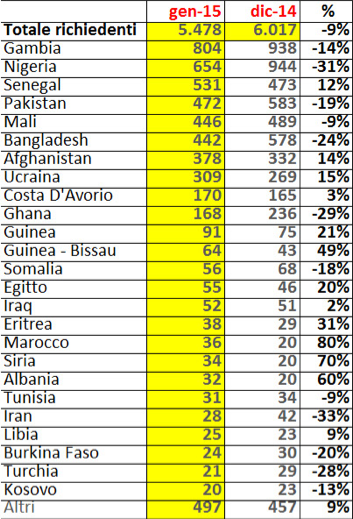 gen-15 dic-14 %
Totale richiedenti 5.478 6.017 -9%
Gambia 804 938 -14%
Nigeria 654 944 -31%
Senegal 531 473 12%
Pakistan 472 583 -19%
Mali 446 489 -9%
Bangladesh 442 578 -24%
Afghanistan 378 332 14%
Ucraina 309 269 15%
Costa D'Avorio 170 165 3%
Ghana 168 236 -29%
Guinea 91 75 21%
Guinea - Bissau 64 43 49%
Somalia 56 68 -18%
Egitto 55 46 20%
Iraq 52 51 2%
Eritrea 38 29 31%
Marocco 36 20 80%
Siria 34 20 70%
Albania 32 20 60%
Tunisia 31 34 -9%
Iran 28 42 -33%
Libia 25 23 9%
Burkina Faso 24 30 -20%
Turchia 21 29 -28%
Kosovo 20 23 -13%
Altri 497 457 9%